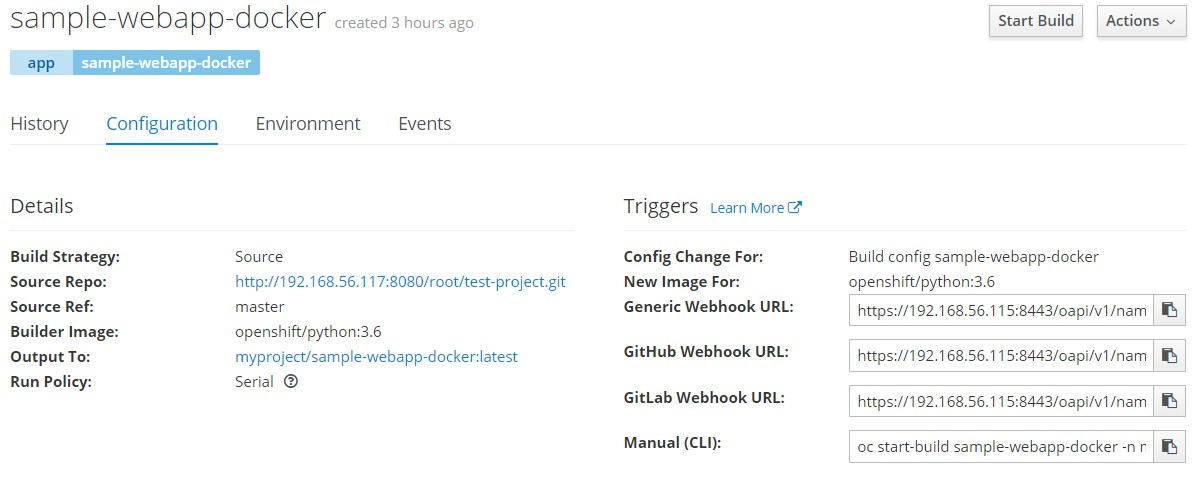 sample-webapp-docker created 3 hours ago
Start Build
Actions
app sample-webapp-docker
History Configuration Environment Events
Details
Build Strategy: Source
Source Repo: http://192.168.56.117:8080/root/test-project.git
Source Ref: master
Builder Image: openshift/python:3.6
Output To: myproject/sample-webapp-docker:latest
Run Policy: Serial
Triggers Learn More
Config Change For: Build config sample-webapp-docker
New Image For: openshift/python:3.6
Generic Webhook URL: https://192.168.56.115:8443/oapi/v1/nam
GitHub Webhook URL: https://192.168.56.115:8443/oapi/v1/nam
GitLab Webhook URL: https://192.168.56.115:8443/oapi/v1/nam
Manual (CLI): oc start-build sample-webapp-docker -n